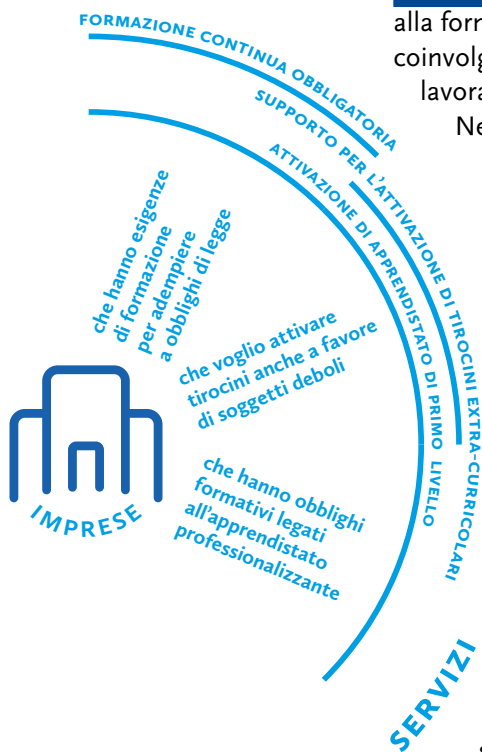 FORMAZIONE CONTINUA OBBLIGATORIA
SUPPORTO PER L'ATTIVAZIONE DI TIROCINI EXTRA-CURRICOLARI
ATTIVAZIONE DI APPRENDISTATO DI PRIMO LIVELLO
che hanno esigenze
di formazione
per adempiere
a obblighi di legge
che voglio attivare
tirocini anche a favore
di soggetti deboli
che hanno obblighi
formativi legati
all'apprendistato
professionalizzante
IMPRESE
SERVIZI
alla
coinvolg
lavora
Ne